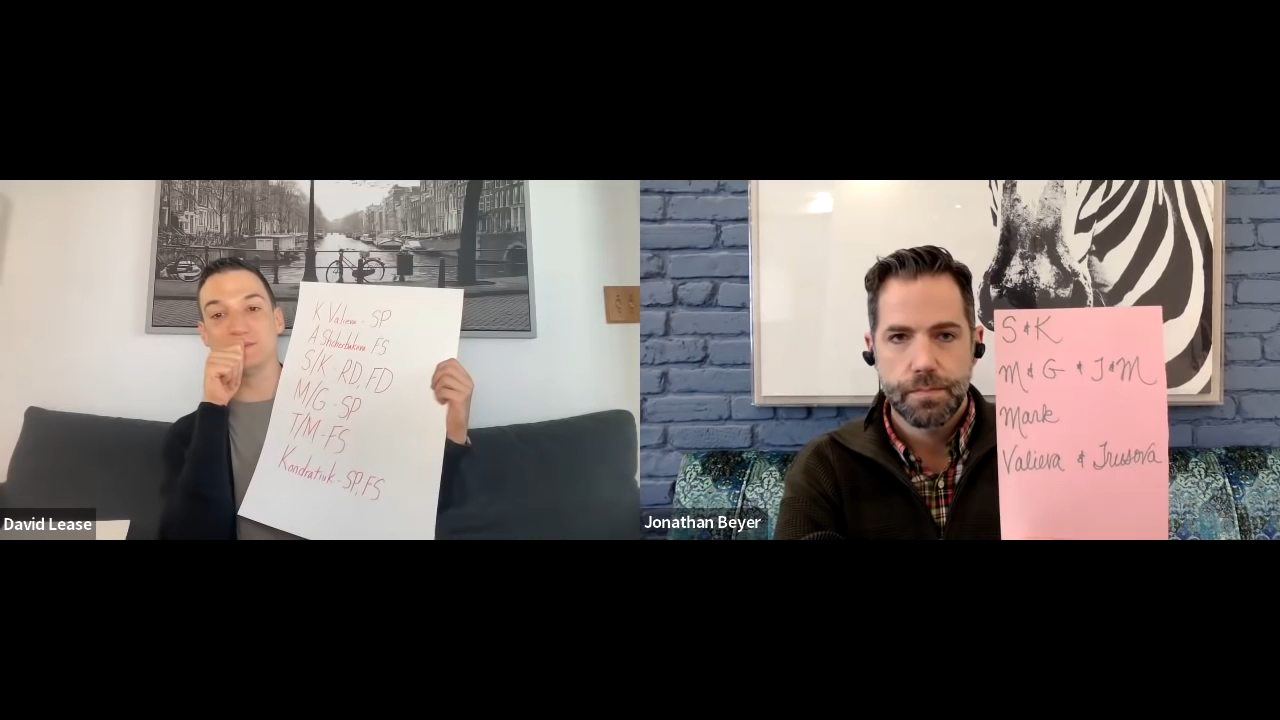 K Valieva - SP
A Shcherbakova FS
S/K RD, FD
M/G - SP
T/M - FS
Kondratiuk - SP, FS
David Lease
S & K
M & G & T & M
Mark
Valieva & Trusova
Jonathan Beyer